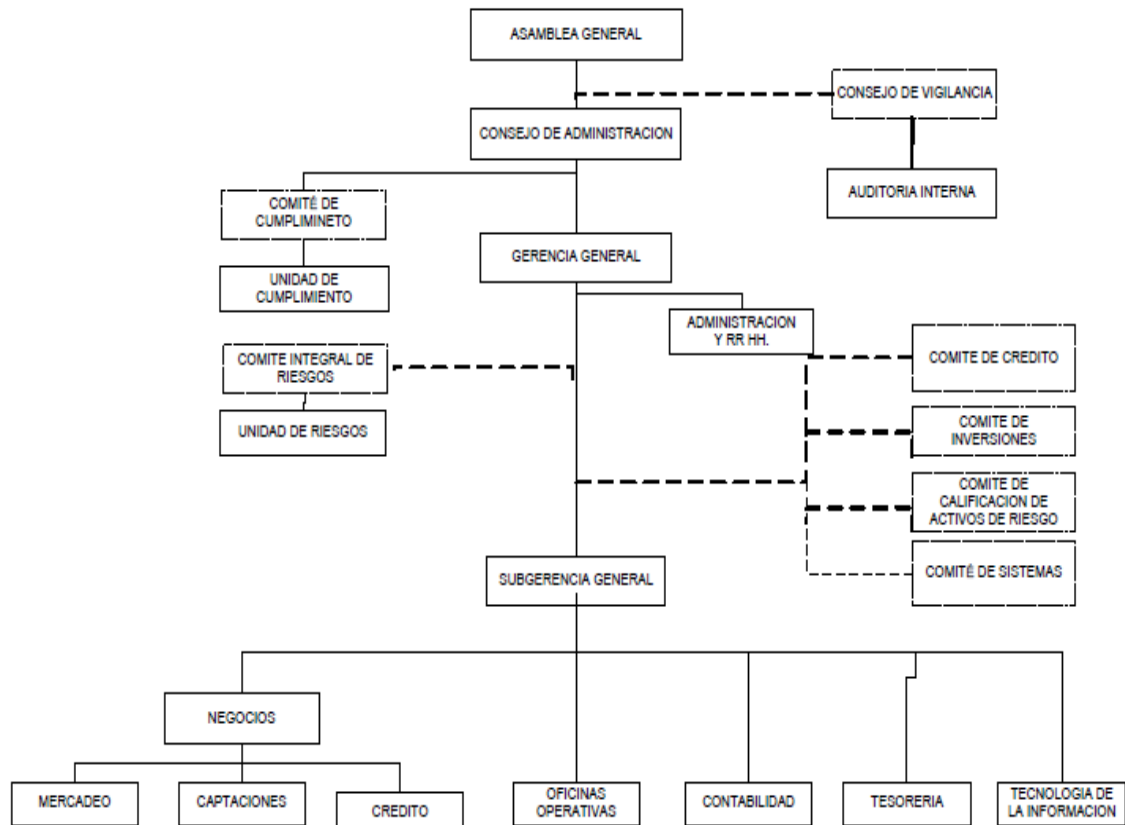 ASAMBLEA GENERAL
CONSEJO DE VIGILANCIA
CONSEJO DE ADMINISTRACION
AUDITORIA INTERNA
COMITÉ DE
CUMPLIMINETO
GERENCIA GENERAL
UNIDAD DE
CUMPLIMIENTO
ADMINISTRACION
Y RR HH.
COMITE INTEGRAL DE
RIESGOS
COMITE DE CREDITO
UNIDAD DE RIESGOS
COMITE DE
INVERSIONES
COMITE DE
CALIFICACION DE
ACTIVOS DE RIESGO
SUBGERENCIA GENERAL
COMITÉ DE SISTEMAS
NEGOCIOS
MERCADEO
CAPTACIONES
CREDITO
OFICINAS
OPERATIVAS
CONTABILIDAD
TESORERIA
TECNOLOGIA DE
LA INFORMACION